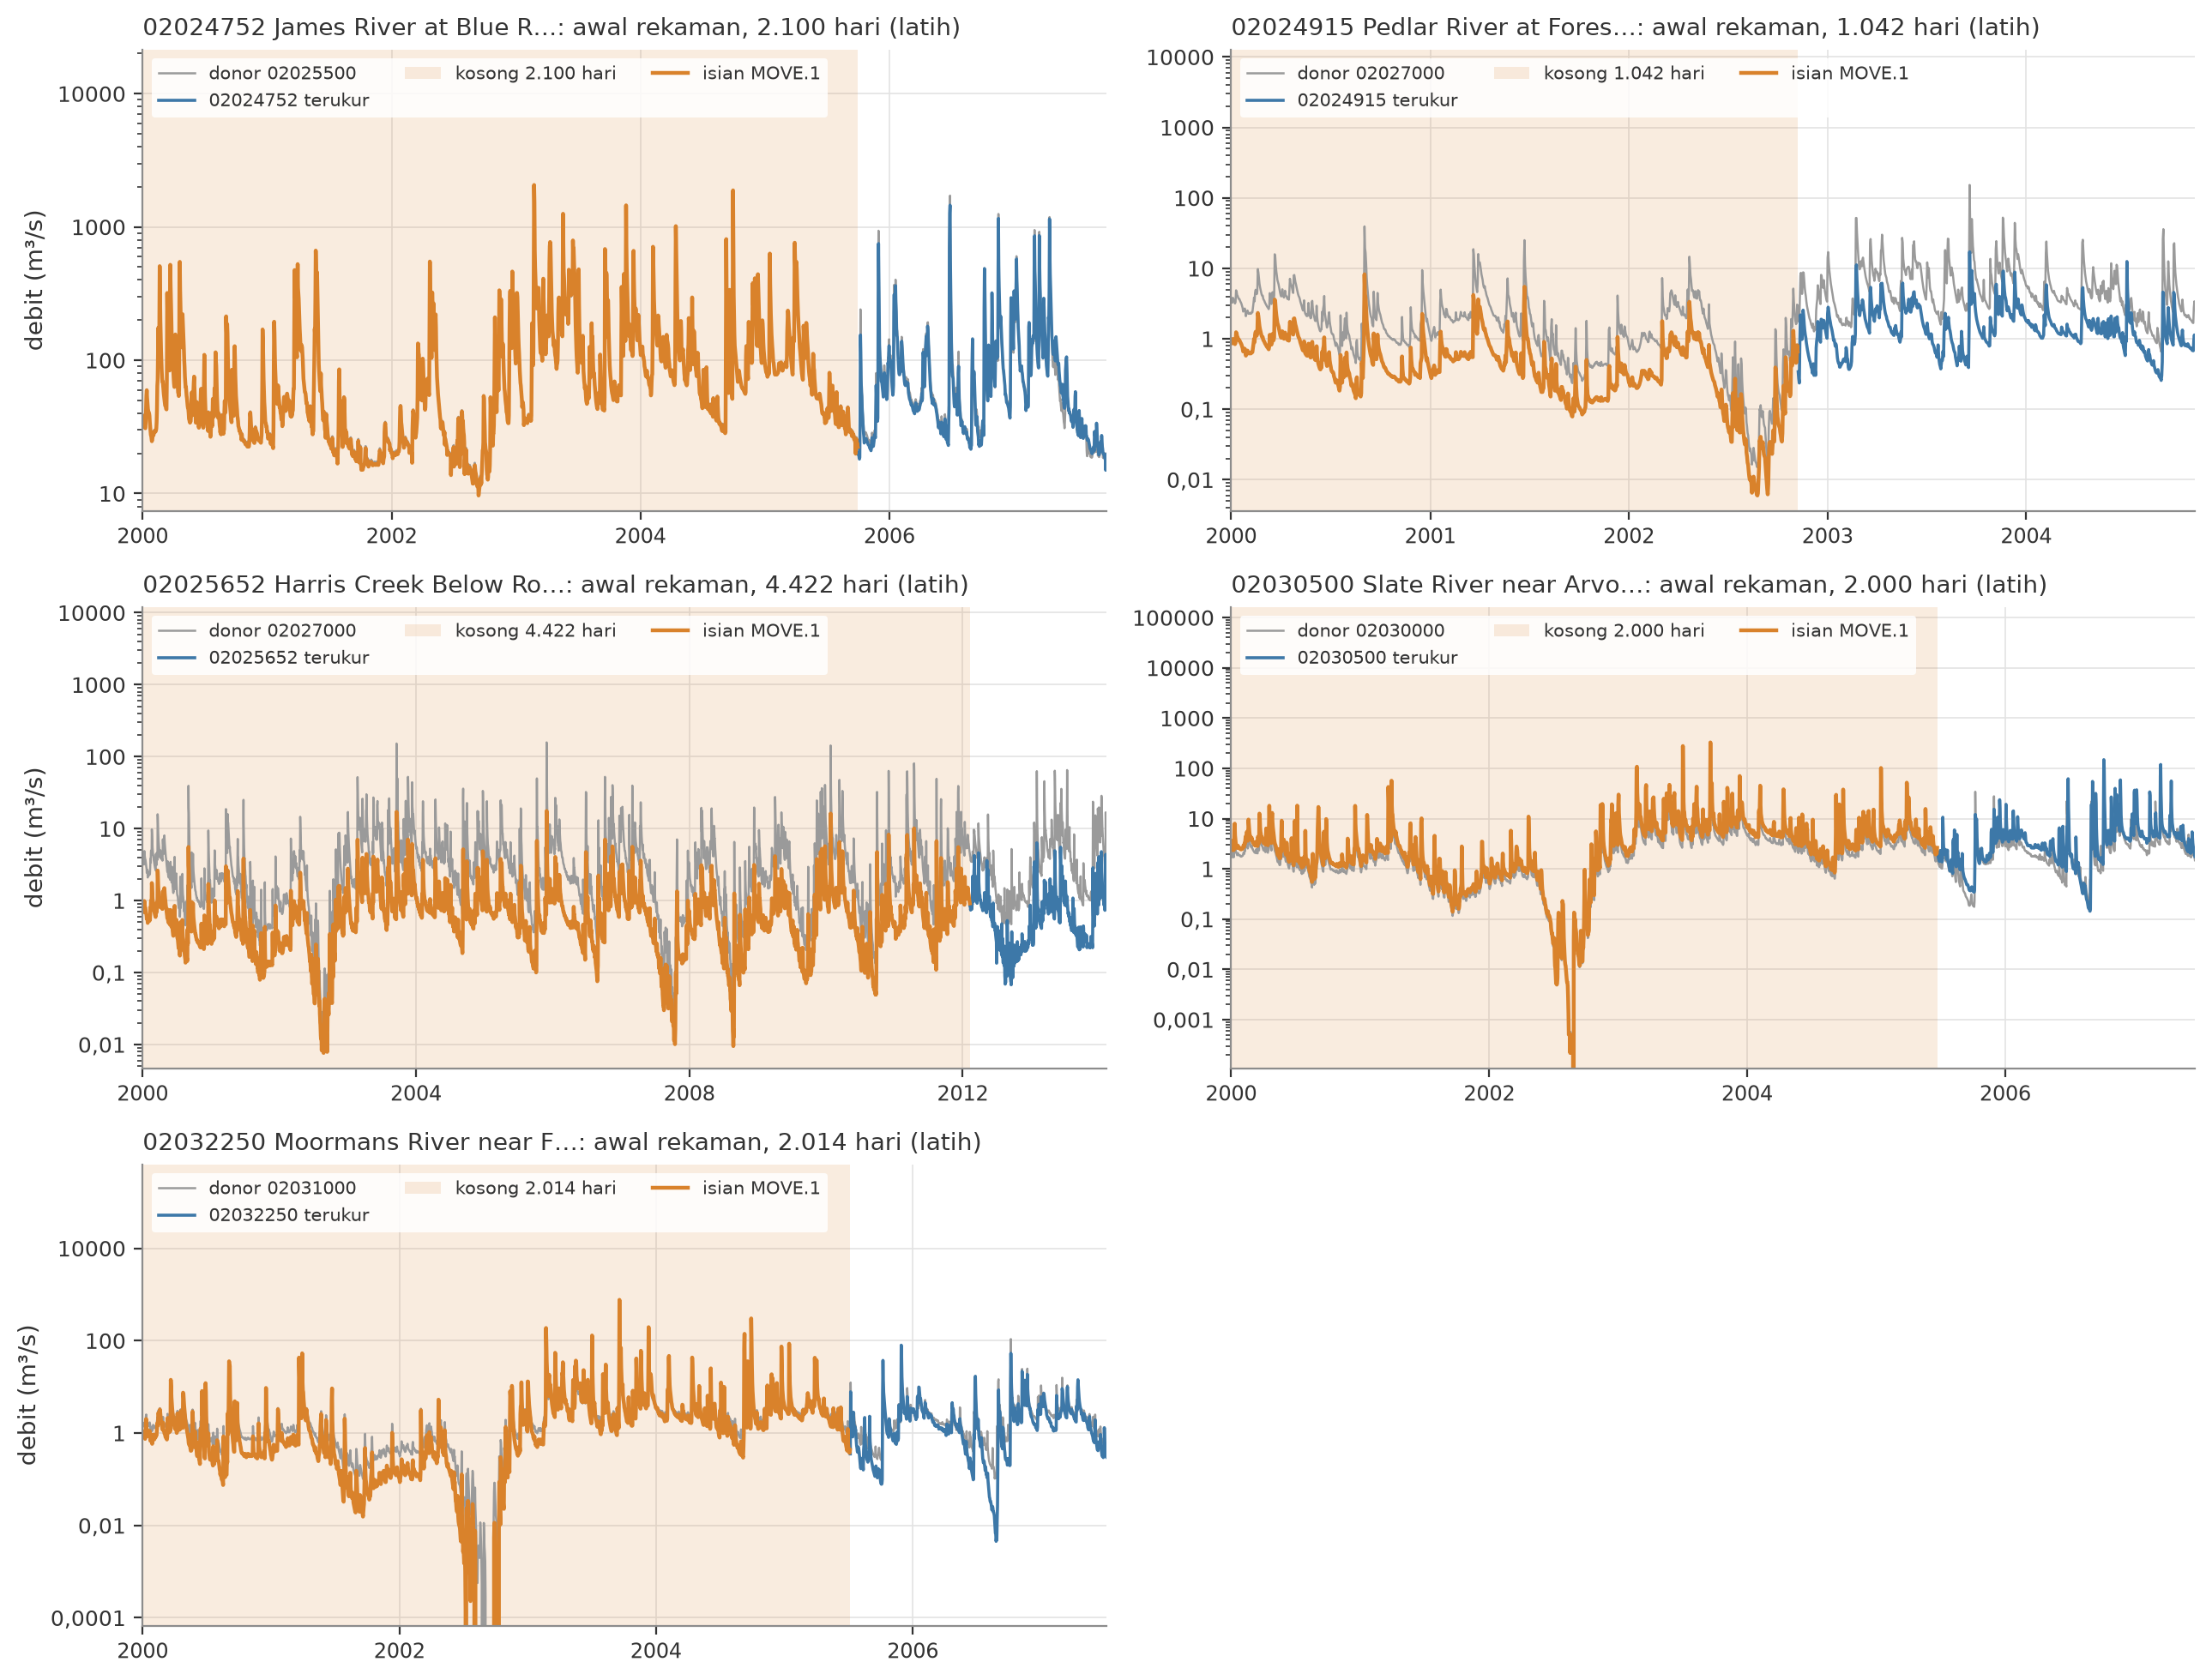 02024752 James River at Blue R...: awal rekaman, 2.100 hari (latih)
donor 02025500
02024752 terukur
kosong 2.100 hari
isian MOVE.1
debit (m³/s)
10000
1000
100
10
2000
2002
2004
2006
02024915 Pedlar River at Fores...: awal rekaman, 1.042 hari (latih)
donor 02027000
02024915 terukur
kosong 1.042 hari
isian MOVE.1
10000
1000
100
10
1
0,1
0,01
2000
2001
2002
2003
2004
02025652 Harris Creek Below Ro...: awal rekaman, 4.422 hari (latih)
donor 02027000
02025652 terukur
kosong 4.422 hari
isian MOVE.1
debit (m³/s)
10000
1000
100
10
1
0,1
0,01
2000
2004
2008
2012
02030500 Slate River near Arvo...: awal rekaman, 2.000 hari (latih)
donor 02030000
02030500 terukur
kosong 2.000 hari
isian MOVE.1
100000
10000
1000
100
10
1
0,1
0,01
0,001
2000
2002
2004
2006
02032250 Moormans River near F...: awal rekaman, 2.014 hari (latih)
donor 02031000
02032250 terukur
kosong 2.014 hari
isian MOVE.1
debit (m³/s)
10000
100
1
0,01
0,0001
2000
2002
2004
2006